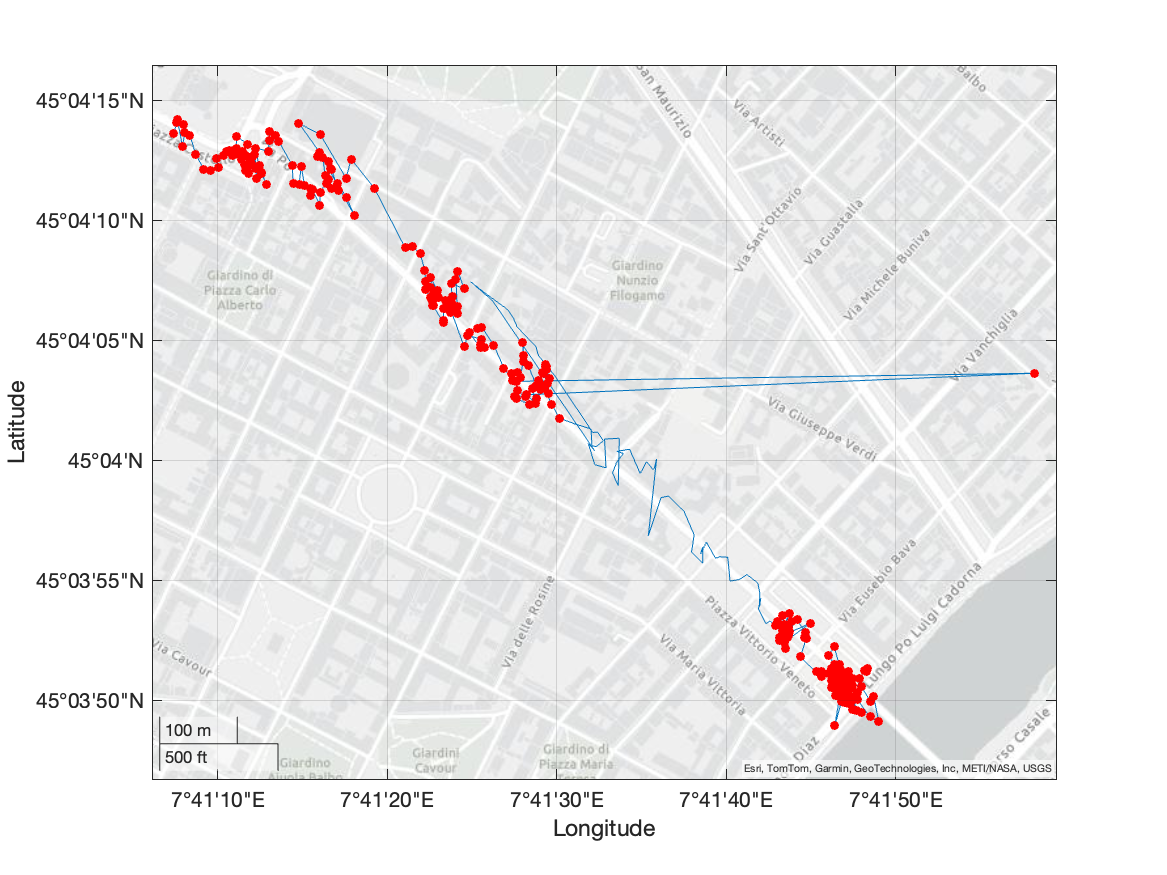 45°04'15"N
45°04'10"N
45°04'05"N
45°04'N
45°03'55"N
45°03'50"N
Latitude
San Maurizio
Balbo
Via Artisti
Via Sant'Ottavio
Via Guastalla
Via Michele Buniva
Via Vanchiglia
Giardino di
Piazza Carlo
Alberto
Giardino
Nunzio
Filogamo
Via Giuseppe Verdi
Via Eusebio Bava
Lungo Po Luigi Cadorna
Piazza Vittorio Veneto
Via delle Rosine
Via Maria Vittoria
Via Cavour
Diaz
Corso Casale
Giardino
Aiuola Balbo
Giardini
Cavour
Giardino di
Piazza Maria
Teresa
100 m
500 ft
Esri, TomTom, Garmin, GeoTechnologies, Inc, METI/NASA, USGS
7°41'10"E
7°41'20"E
7°41'30"E
7°41'40"E
7°41'50"E
Longitude